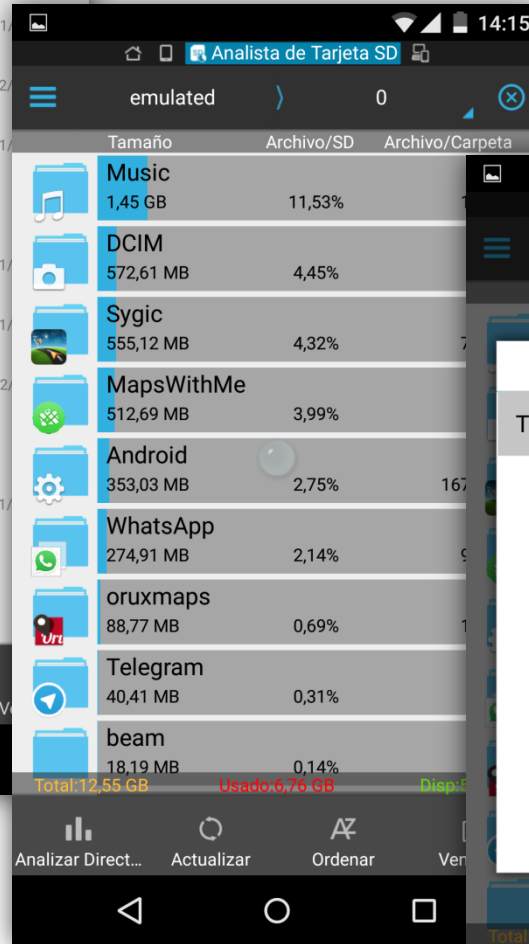 14:15
Analista de Tarjeta SD
emulated 〉 0
Tamaño Archivo/SD Archivo/Carpeta
Music
1,45 GB 11,53%
DCIM
572,61 MB 4,45%
Sygic
555,12 MB 4,32%
MapsWithMe
512,69 MB 3,99%
Android
353,03 MB 2,75% 167
WhatsApp
274,91 MB 2,14%
oruxmaps
88,77 MB 0,69%
Telegram
40,41 MB 0,31%
beam
18,19 MB 0,14%
Total:12,55 GB Usado:6,76 GB Disp:
Analizar Direct... Actualizar Ordenar Ven
T
Total